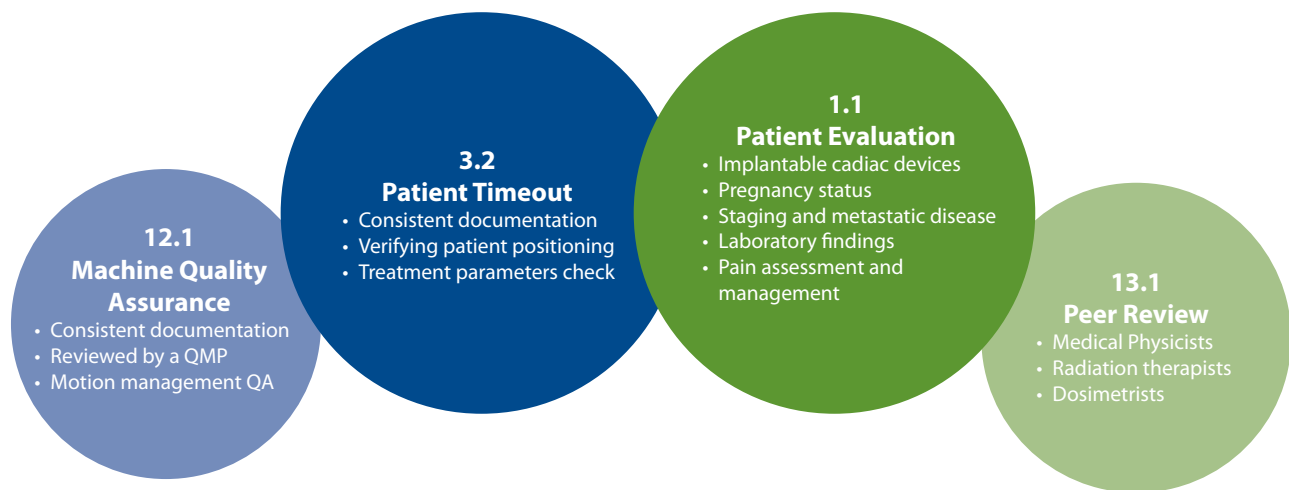 12.1
Machine Quality
Assurance
• Consistent documentation
• Reviewed by a QMP
• Motion management QA
3.2
Patient Timeout
• Consistent documentation
• Verifying patient positioning
• Treatment parameters check
1.1
Patient Evaluation
• Implantable cadiac devices
• Pregnancy status
• Staging and metastatic disease
• Laboratory findings
• Pain assessment and
management
13.1
Peer Review
• Medical Physicists
• Radiation therapists
• Dosimetrists